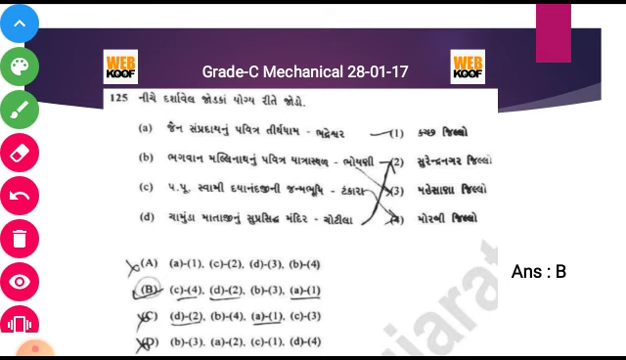 WEB
KOOF
Grade-C Mechanical 28-01-17
WEB
KOOF
125 નીચે દર્શાવેલ જોડકાં યોગ્ય રીતે જોડો.
(a) જૈન સંપ્રદાયનું પવિત્ર તીર્થધામ - ભદ્રેશ્વર (1) કચ્છ જિલ્લો
(b) ભગવાન મલ્લિનાથનું પવિત્ર યાત્રાસ્થળ - ભોયણી (2) સુરેન્દ્રનગર જિલ્લો
(c) પ.પૂ. સ્વામી દયાનંદજીની જન્મભૂમિ - ટંકારા (3) મહેસાણા જિલ્લો
(d) ચામુંડા માતાજીનું સુપ્રસિદ્ધ મંદિર - ચોટીલા (4) મોરબી જિલ્લો
(A) (a)-(1), (c)-(2), (d)-(3), (b)-(4)
(B) (c)-(4), (d)-(2), (b)-(3), (a)-(1)
(C) (d)-(2), (b)-(4), (a)-(1), (c)-(3)
(D) (b)-(3), (a)-(2), (c)-(1), (d)-(4)
Ans : B